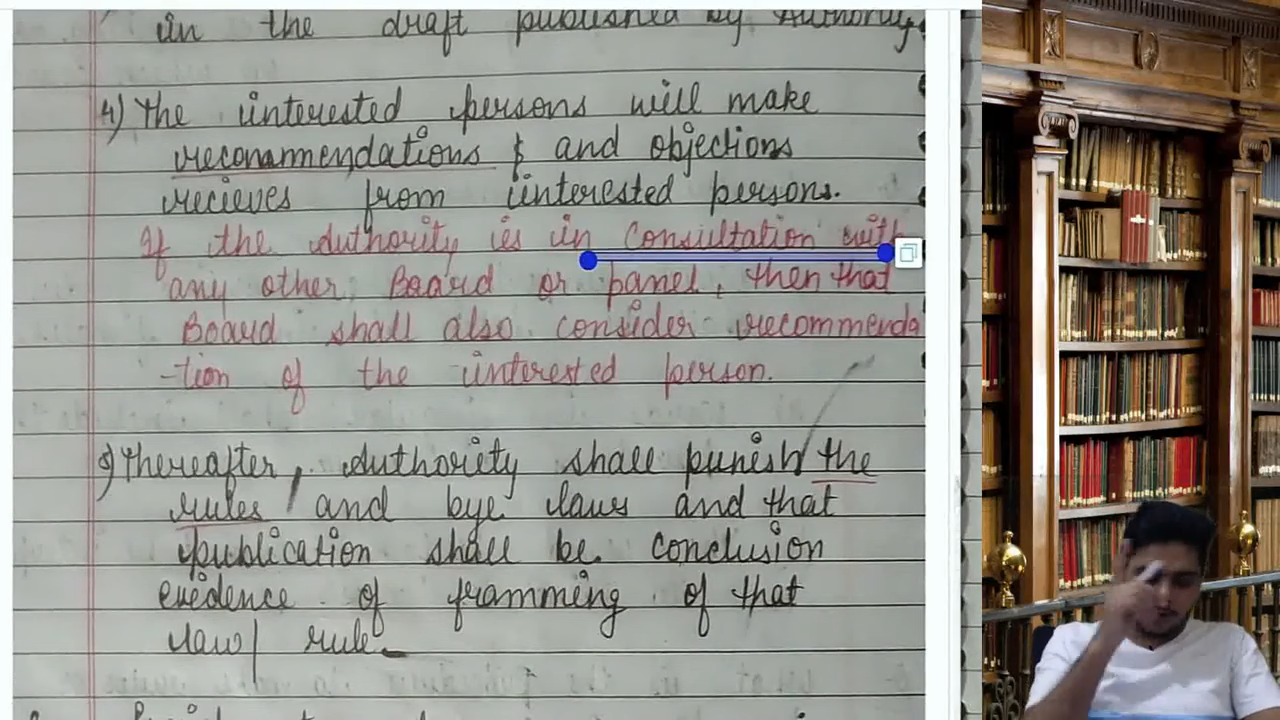 in the draft published by Authority.
4) The interested persons will make
recommendations & and objections
recieves from interested persons.
If the Authority is in Consultation with
any other Board or panel, then that
Board shall also consider recommenda
-tion of the interested person.
5) Thereafter, Authority shall punish the
rules / and bye laws and that
publication shall be conclusion
evidence of framming of that
law / rule